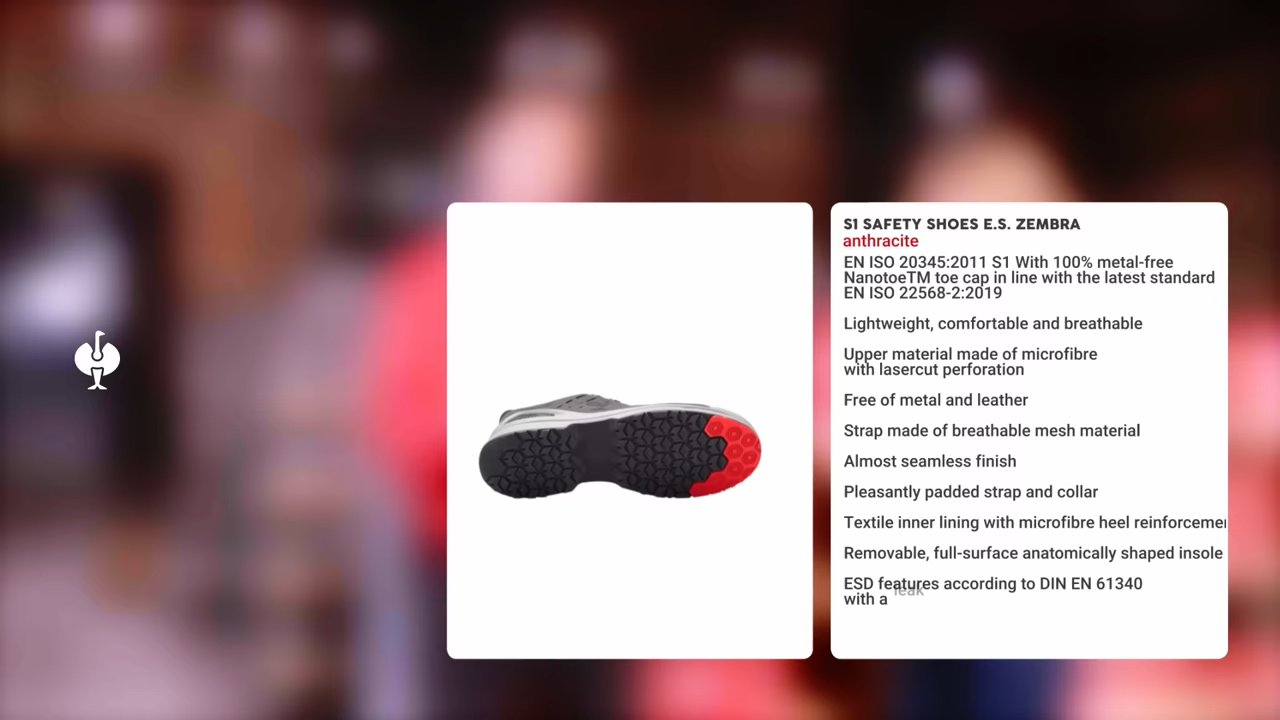 S1 SAFETY SHOES E.S. ZEMBRA
anthracite
EN ISO 20345:2011 S1 With 100% metal-free
NanotoeTM toe cap in line with the latest standard
EN ISO 22568-2:2019
Lightweight, comfortable and breathable
Upper material made of microfibre
with lasercut perforation
Free of metal and leather
Strap made of breathable mesh material
Almost seamless finish
Pleasantly padded strap and collar
Textile inner lining with microfibre heel reinforcemen
Removable, full-surface anatomically shaped insole
ESD features according to DIN EN 61340
with a leak